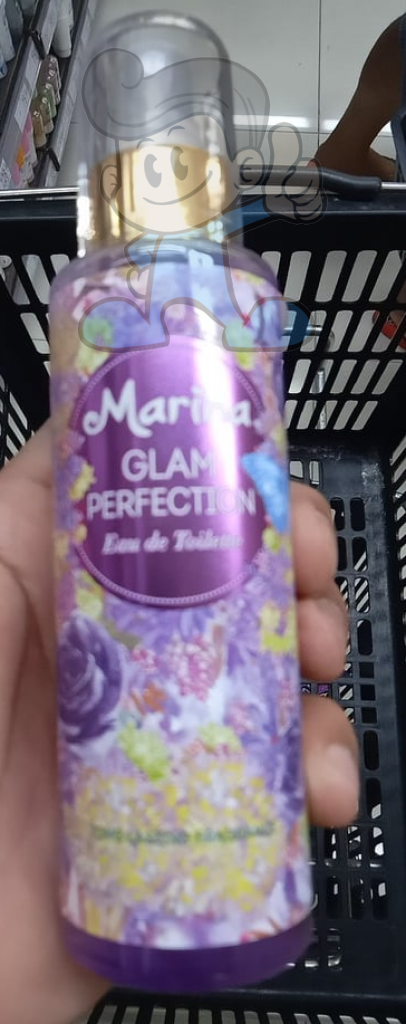 Marina
GLAM
PERFECTION
Eau de Toilette